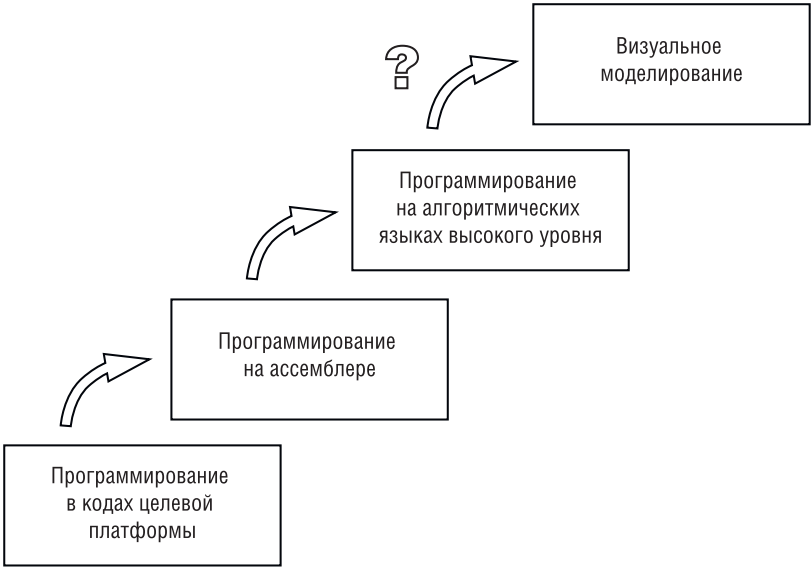 ?
Визуальное
моделирование
Программирование
на алгоритмических
языках высокого уровня
Программирование
на ассемблере
Программирование
в кодах целевой
платформы